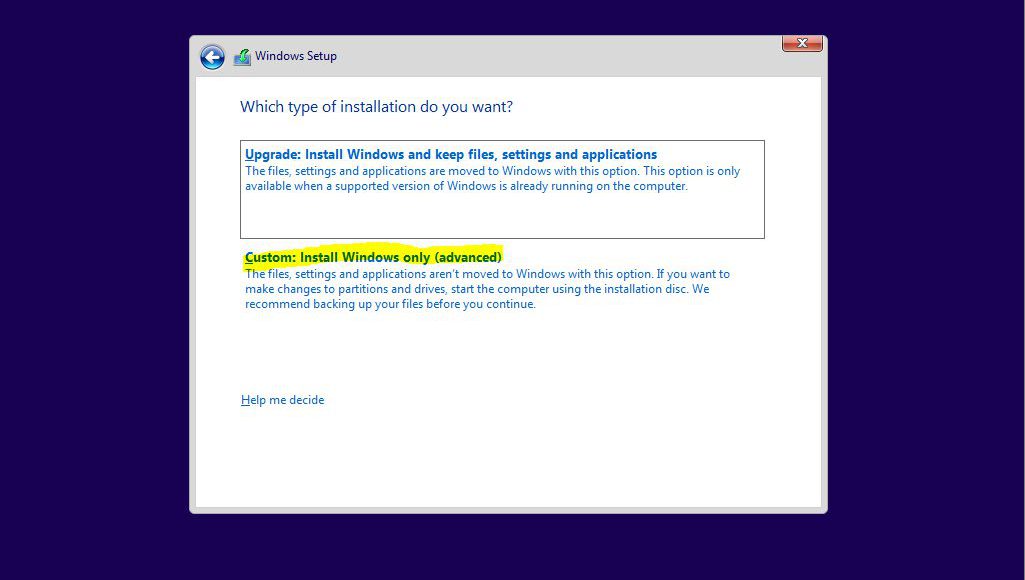 Windows Setup
Which type of installation do you want?
Upgrade: Install Windows and keep files, settings and applications
The files, settings and applications are moved to Windows with this option. This option is only
available when a supported version of Windows is already running on the computer.
Custom: Install Windows only (advanced)
The files, settings and applications aren't moved to Windows with this option. If you want to
make changes to partitions and drives, start the computer using the installation disc. We
recommend backing up your files before you continue.
Help me decide